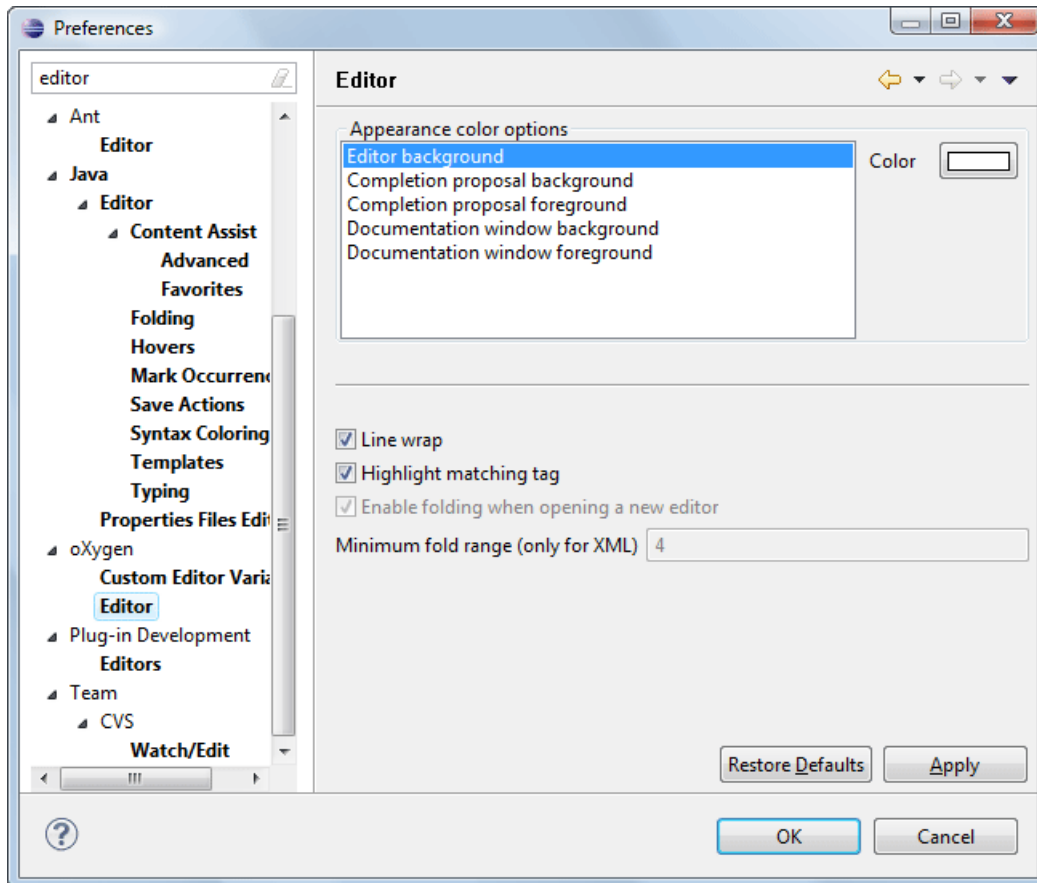 Preferences
editor
Ant
Editor
Java
Editor
Content Assist
Advanced
Favorites
Folding
Hovers
Mark Occurren
Save Actions
Syntax Coloring
Templates
Typing
Properties Files Edit
oXygen
Custom Editor Varia
Editor
Plug-in Development
Editors
Team
CVS
Watch/Edit
Editor
Appearance color options
Editor background
Completion proposal background
Completion proposal foreground
Documentation window background
Documentation window foreground
Color
Line wrap
Highlight matching tag
Enable folding when opening a new editor
Minimum fold range (only for XML) 4
Restore Defaults Apply
OK Cancel